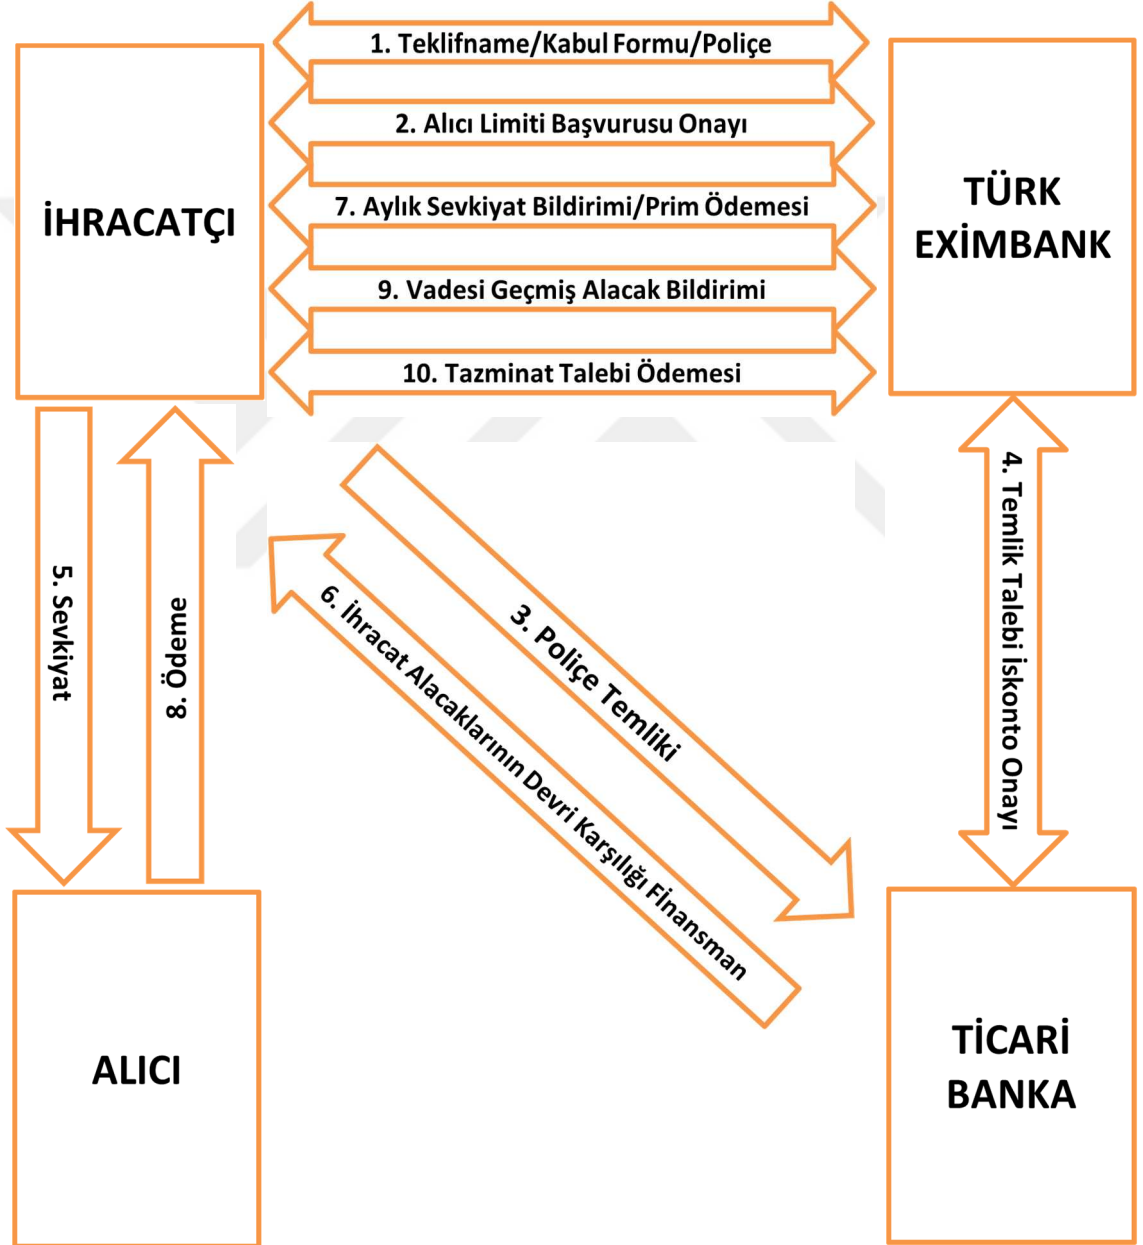 1. Teklifname/Kabul Formu/Poliçe
2. Alıcı Limiti Başvurusu Onayı
7. Aylık Sevkiyat Bildirimi/Prim Ödemesi
9. Vadesi Geçmiş Alacak Bildirimi
10. Tazminat Talebi Ödemesi
İHRACATÇI
TÜRK
EXİMBANK
5. Sevkiyat
8. Ödeme
3. Poliçe Temliki
6. İhracat Alacaklarının Devri Karşılığı Fİnansman
4. Temlik Talebi İskonto Onayı
ALICI
TİCARİ
BANKA